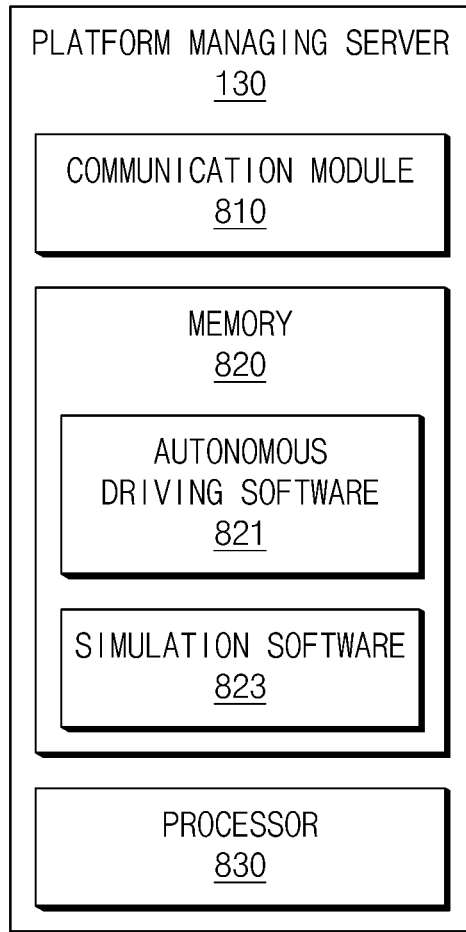 PLATFORM MANAGING SERVER
130
COMMUNICATION MODULE
810
MEMORY
820
AUTONOMOUS
DRIVING SOFTWARE
821
SIMULATION SOFTWARE
823
PROCESSOR
830